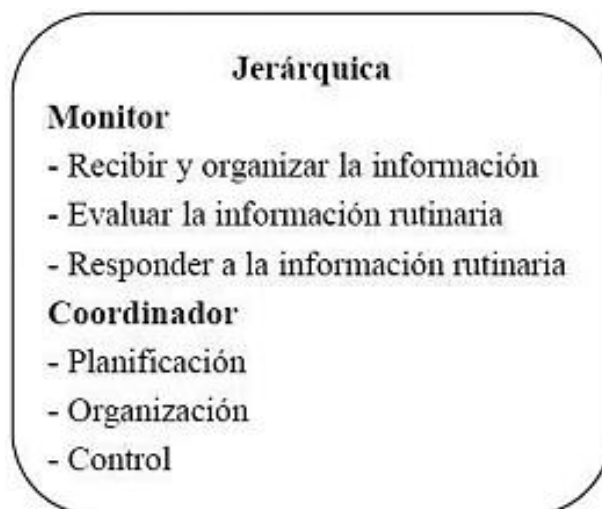 Jerárquica
Monitor
- Recibir y organizar la información
- Evaluar la información rutinaria
- Responder a la información rutinaria
Coordinador
- Planificación
- Organización
- Control